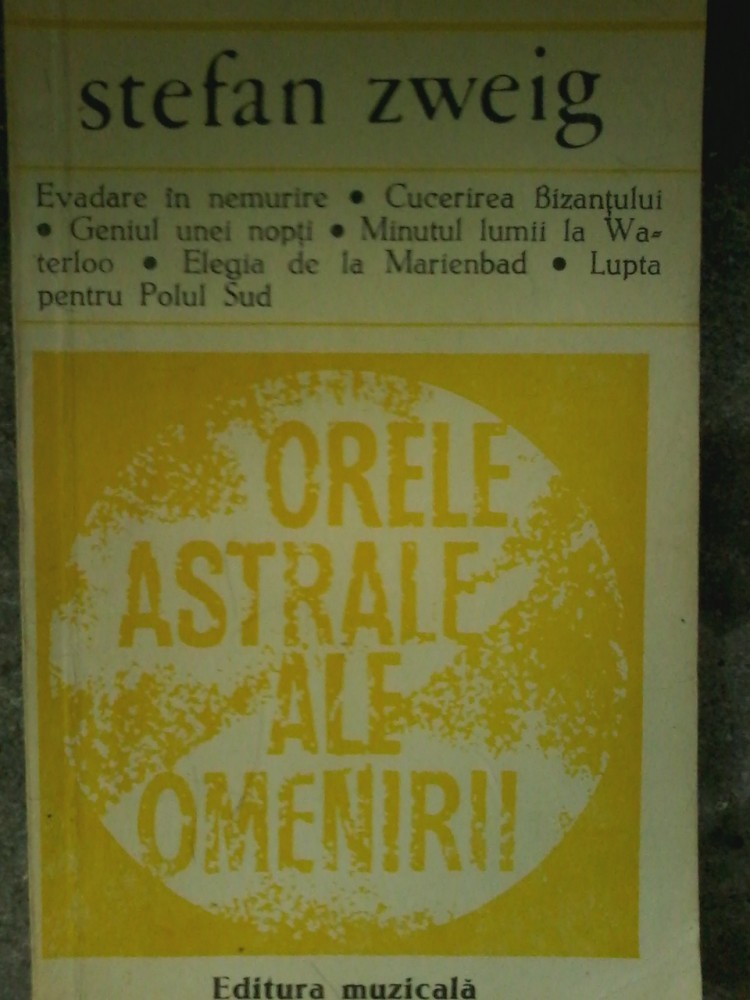 stefan zweig
Evadare în nemurire • Cucerirea Bizanțului
• Geniul unei nopți • Minutul lumii la Wa-
terloo • Elegia de la Marienbad • Lupta
pentru Polul Sud
ORELE
ASTRALE
ALE
OMENIRII
Editura muzicală